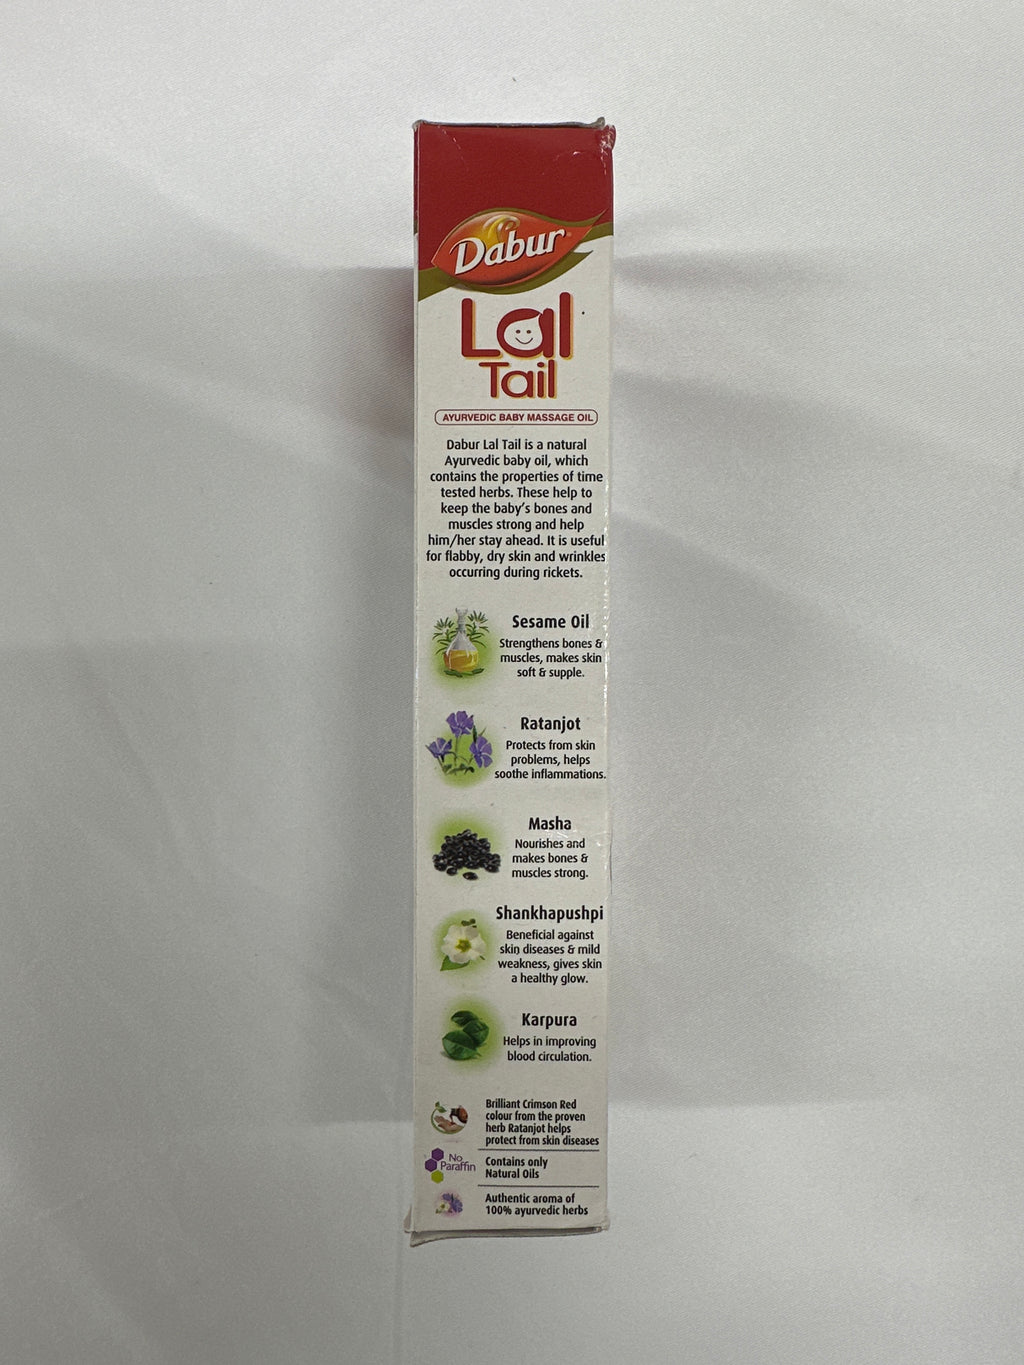 Dabur
Lal
Tail
AYURVEDIC BABY MASSAGE OIL
Dabur Lal Tail is a natural
Ayurvedic baby oil, which
contains the properties of time
tested herbs. These help to
keep the baby's bones and
muscles strong and help
him/her stay ahead. It is useful
for flabby, dry skin and wrinkles
occurring during rickets.
Sesame Oil
Strengthens bones &
muscles, makes skin
soft & supple.
Ratanjot
Protects from skin
problems, helps
soothe inflammations.
Masha
Nourishes and
makes bones &
muscles strong.
Shankhapushpi
Beneficial against
skin diseases & mild
weakness, gives skin
a healthy glow.
Karpura
Helps in improving
blood circulation.
Brilliant Crimson Red
colour from the proven
herb Ratanjot helps
protect from skin diseases
No
Paraffin
Contains only
Natural Oils
Authentic aroma of
100% ayurvedic herbs